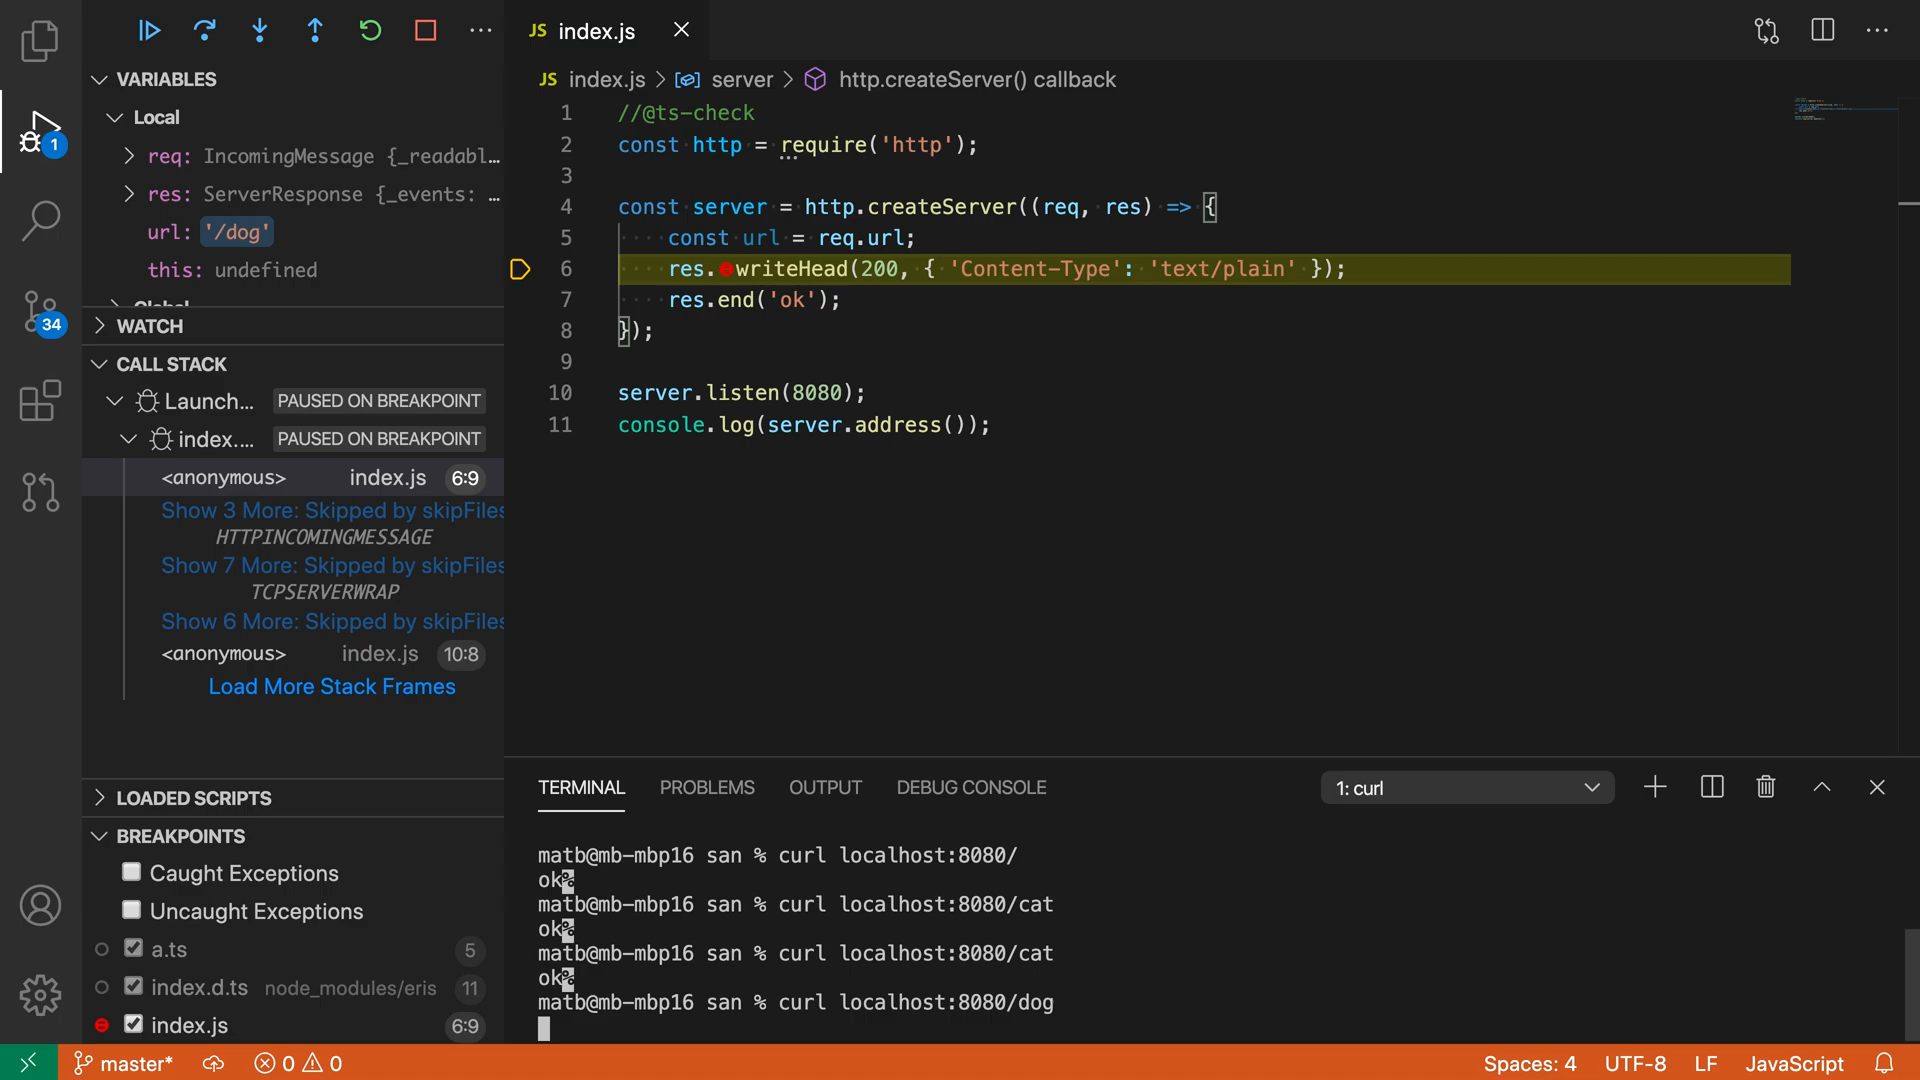 JS index.js
VARIABLES
Local
req: IncomingMessage {_readabl…
res: ServerResponse {_events: …
url: '/dog'
this: undefined
Global
WATCH
CALL STACK
Launch… PAUSED ON BREAKPOINT
index.… PAUSED ON BREAKPOINT
<anonymous> index.js 6:9
Show 3 More: Skipped by skipFiles
HTTPINCOMINGMESSAGE
Show 7 More: Skipped by skipFiles
TCPSERVERWRAP
Show 6 More: Skipped by skipFiles
<anonymous> index.js 10:8
Load More Stack Frames
LOADED SCRIPTS
BREAKPOINTS
Caught Exceptions
Uncaught Exceptions
a.ts 5
index.d.ts node_modules/eris 11
index.js 6:9
1
34
JS index.js > server > http.createServer() callback
1 //@ts-check
2 const http = require('http');
3
4 const server = http.createServer((req, res) => {
5 const url = req.url;
6 res.writeHead(200, { 'Content-Type': 'text/plain' });
7 res.end('ok');
8 });
9
10 server.listen(8080);
11 console.log(server.address());
TERMINAL PROBLEMS OUTPUT DEBUG CONSOLE 1: curl
matb@mb-mbp16 san % curl localhost:8080/
ok%
matb@mb-mbp16 san % curl localhost:8080/cat
ok%
matb@mb-mbp16 san % curl localhost:8080/cat
ok%
matb@mb-mbp16 san % curl localhost:8080/dog
master* 0 0 Spaces: 4 UTF-8 LF JavaScript